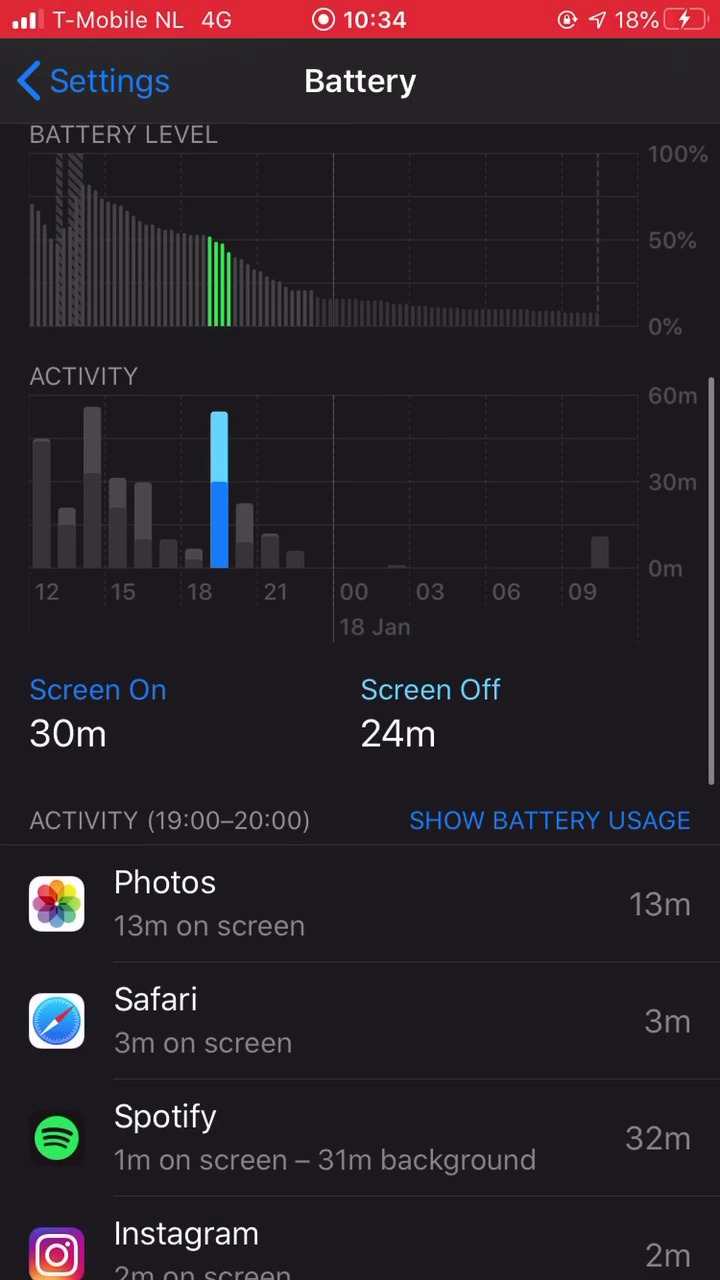 T-Mobile NL 4G 10:34 18%
Settings Battery
BATTERY LEVEL
100%
50%
0%
ACTIVITY
60m
30m
0m
12 15 18 21 00 03 06 09
18 Jan
Screen On Screen Off
30m 24m
ACTIVITY (19:00–20:00) SHOW BATTERY USAGE
Photos
13m on screen 13m
Safari
3m on screen 3m
Spotify
1m on screen – 31m background 32m
Instagram
2m on screen 2m